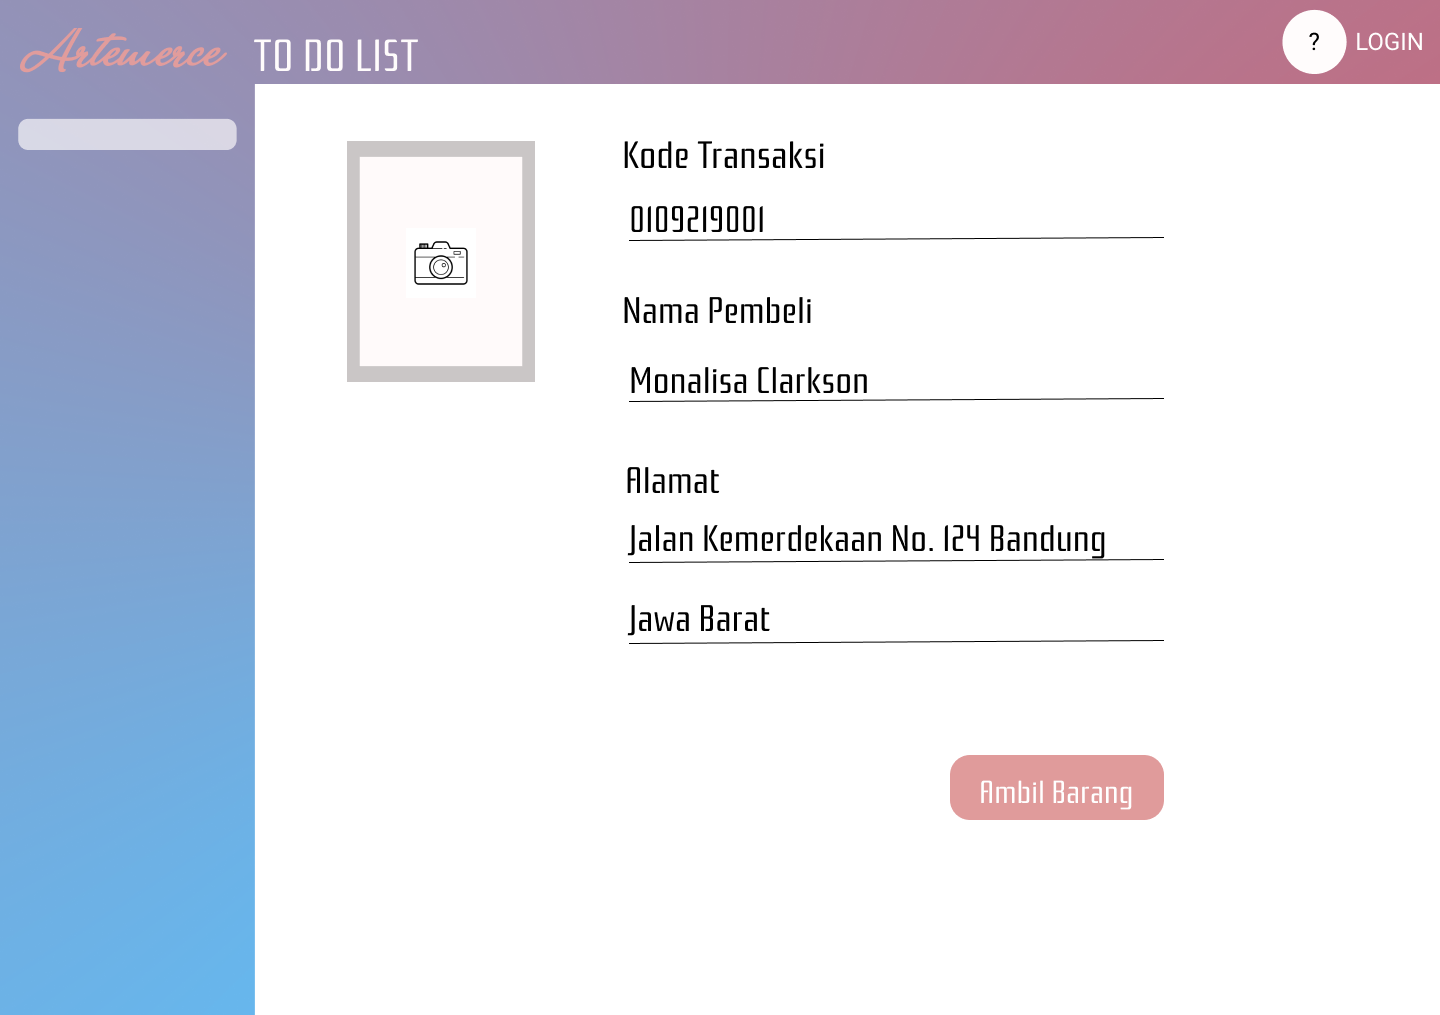 Artemerce
TO DO LIST
?
LOGIN
Kode Transaksi
0109219001
Nama Pembeli
Monalisa Clarkson
Alamat
Jalan Kemerdekaan No. 124 Bandung
Jawa Barat
Ambil Barang